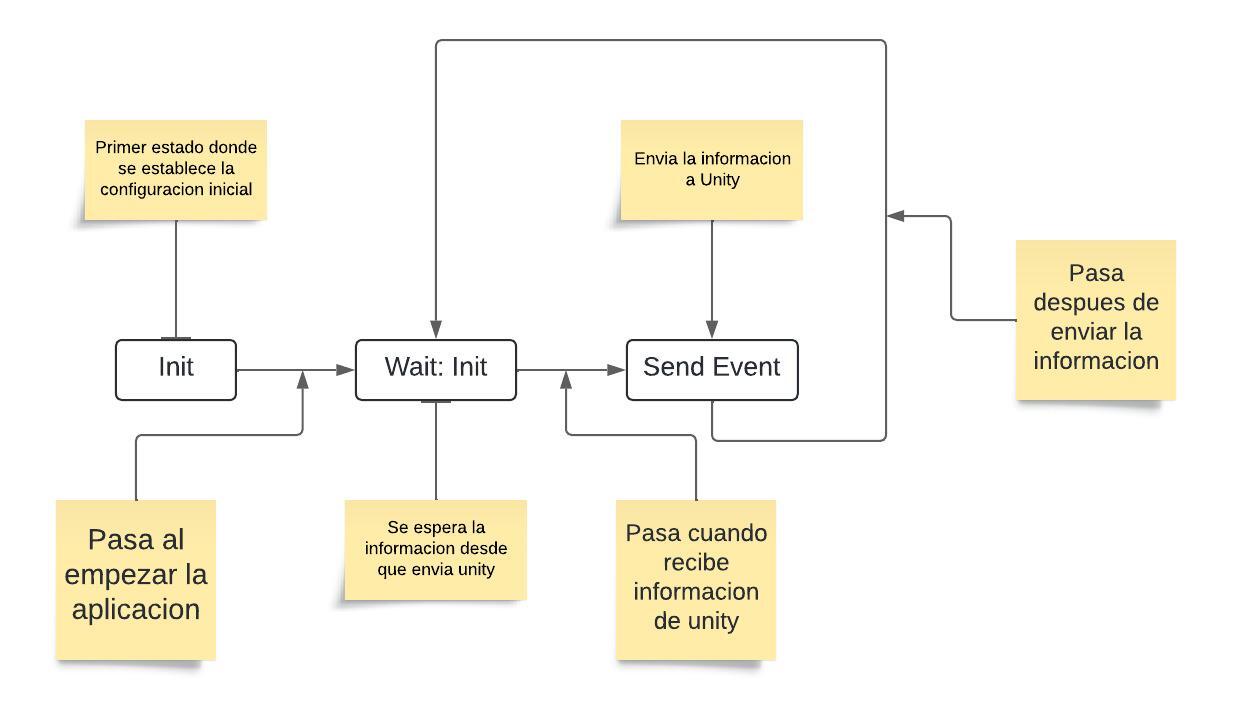 Primer estado donde
se establece la
configuracion inicial
Envia la informacion
a Unity
Pasa
despues de
enviar la
informacion
Init
Wait: Init
Send Event
Pasa al
empezar la
aplicacion
Se espera la
informacion desde
que envia unity
Pasa cuando
recibe
informacion
de unity